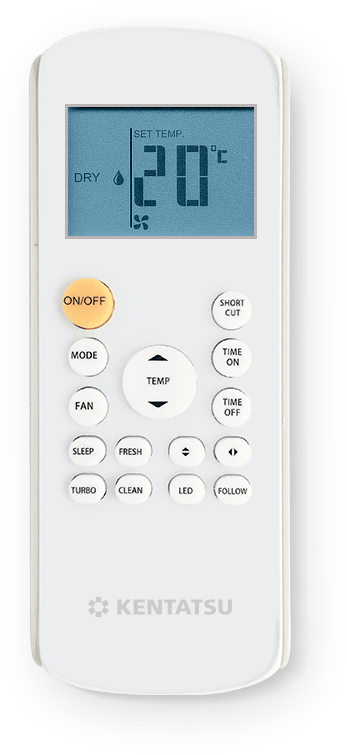 SET TEMP.
DRY 20°C
ON/OFF
SHORT
CUT
MODE
TIME
ON
TEMP
FAN
TIME
OFF
SLEEP FRESH
TURBO CLEAN LED FOLLOW
KENTATSU